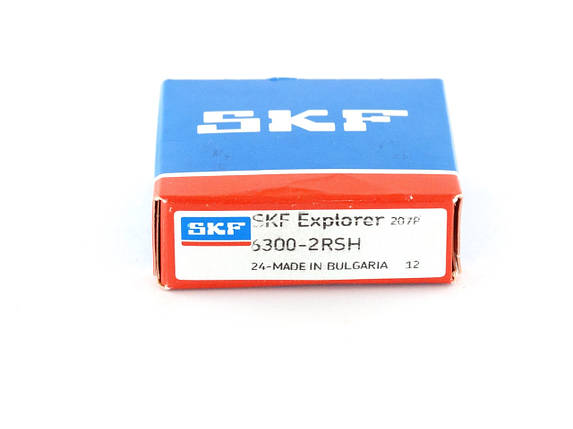 SKF
SKF SKF Explorer 207P
6300-2RSH
24-MADE IN BULGARIA 12